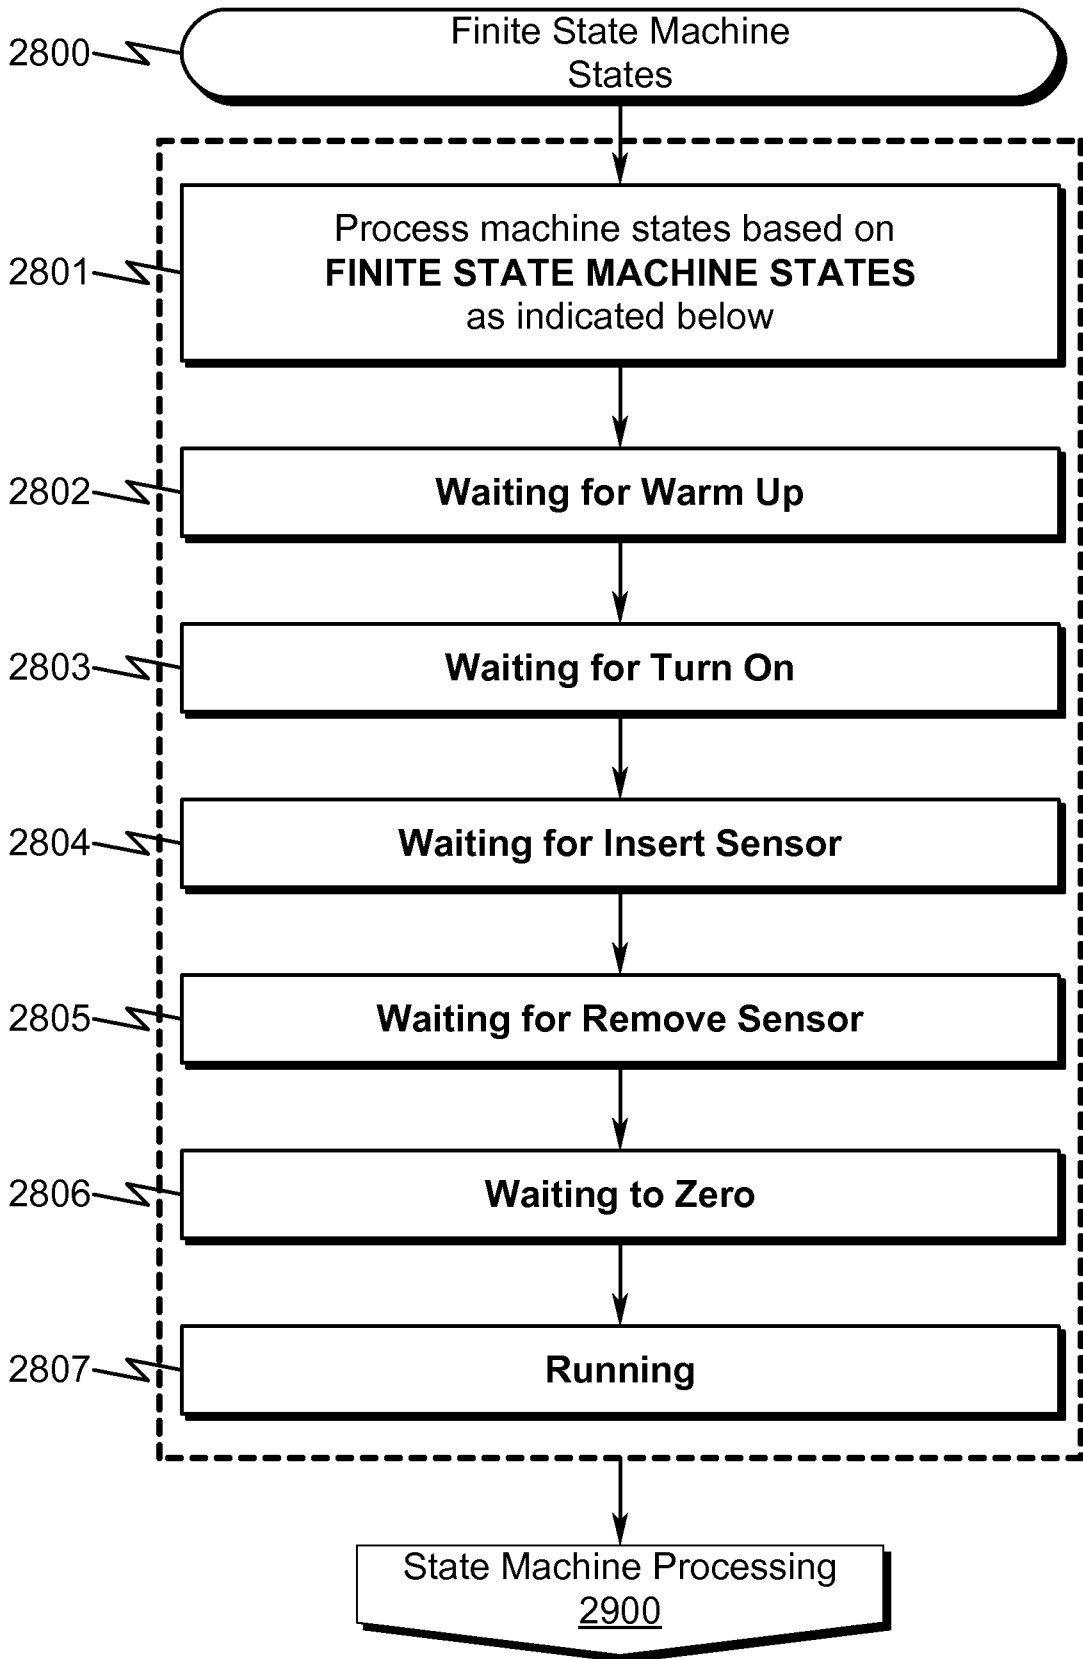 2800
Finite State Machine
States
2801
Process machine states based on
FINITE STATE MACHINE STATES
as indicated below
2802
Waiting for Warm Up
2803
Waiting for Turn On
2804
Waiting for Insert Sensor
2805
Waiting for Remove Sensor
2806
Waiting to Zero
2807
Running
State Machine Processing
2900